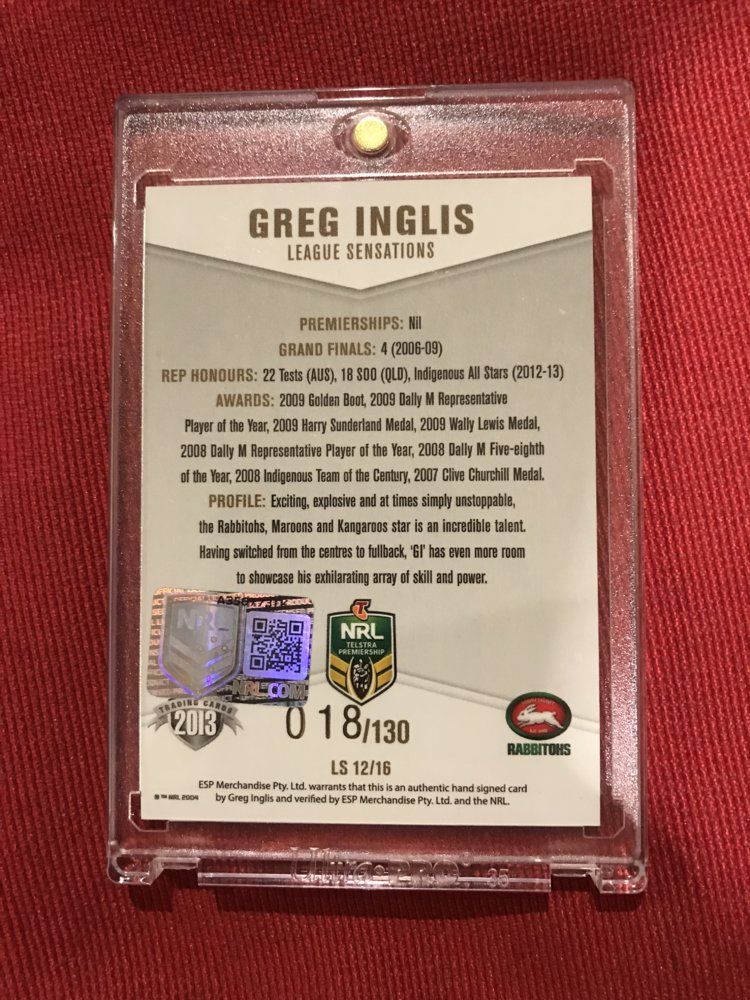 GREG INGLIS
LEAGUE SENSATIONS
PREMIERSHIPS: Nil
GRAND FINALS: 4 (2006-09)
REP HONOURS: 22 Tests (AUS), 18 SOO (QLD), Indigenous All Stars (2012-13)
AWARDS: 2009 Golden Boot, 2009 Dally M Representative
Player of the Year, 2009 Harry Sunderland Medal, 2009 Wally Lewis Medal,
2008 Dally M Representative Player of the Year, 2008 Dally M Five-eighth
of the Year, 2008 Indigenous Team of the Century, 2007 Clive Churchill Medal.
PROFILE: Exciting, explosive and at times simply unstoppable,
the Rabbitohs, Maroons and Kangaroos star is an incredible talent.
Having switched from the centres to fullback, 'GI' has even more room
to showcase his exhilarating array of skill and power.
NRL
NRL.COM
T
NRL
TELSTRA
PREMIERSHIP
TRADING CARDS
2013
018/130
RABBITOHS
LS 12/16
ESP Merchandise Pty. Ltd. warrants that this is an authentic hand signed card
by Greg Inglis and verified by ESP Merchandise Pty. Ltd. and the NRL.
® ™ NRL 2004
Ultra PRO 35